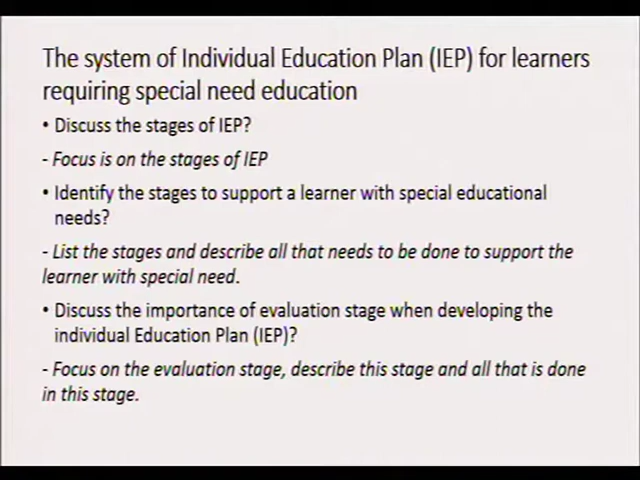 The system of Individual Education Plan (IEP) for learners
requiring special need education
• Discuss the stages of IEP?
- Focus is on the stages of IEP
• Identify the stages to support a learner with special educational
needs?
- List the stages and describe all that needs to be done to support the
learner with special need.
• Discuss the importance of evaluation stage when developing the
individual Education Plan (IEP)?
- Focus on the evaluation stage, describe this stage and all that is done
in this stage.